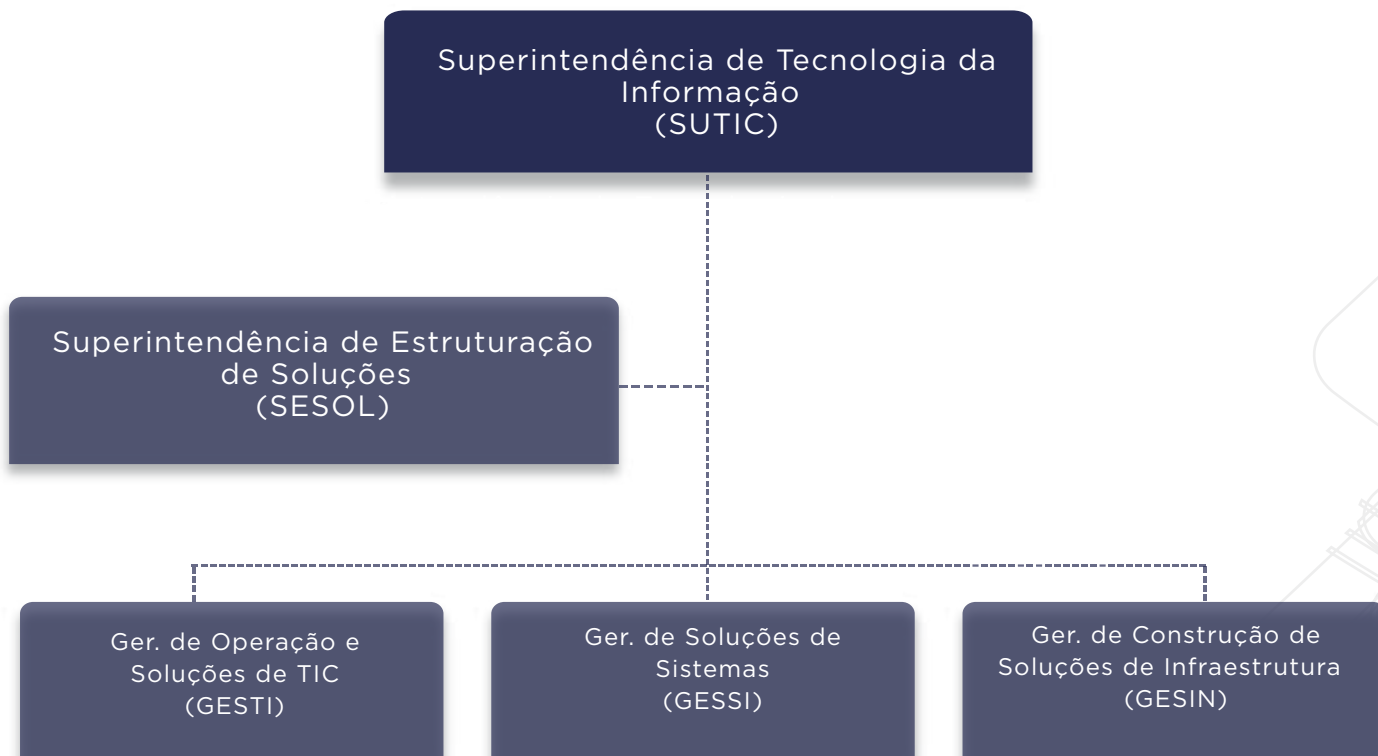 Superintendência de Tecnologia da
Informação
(SUTIC)
Superintendência de Estruturação
de Soluções
(SESOL)
Ger. de Operação e
Soluções de TIC
(GESTI)
Ger. de Soluções de
Sistemas
(GESSI)
Ger. de Construção de
Soluções de Infraestrutura
(GESIN)